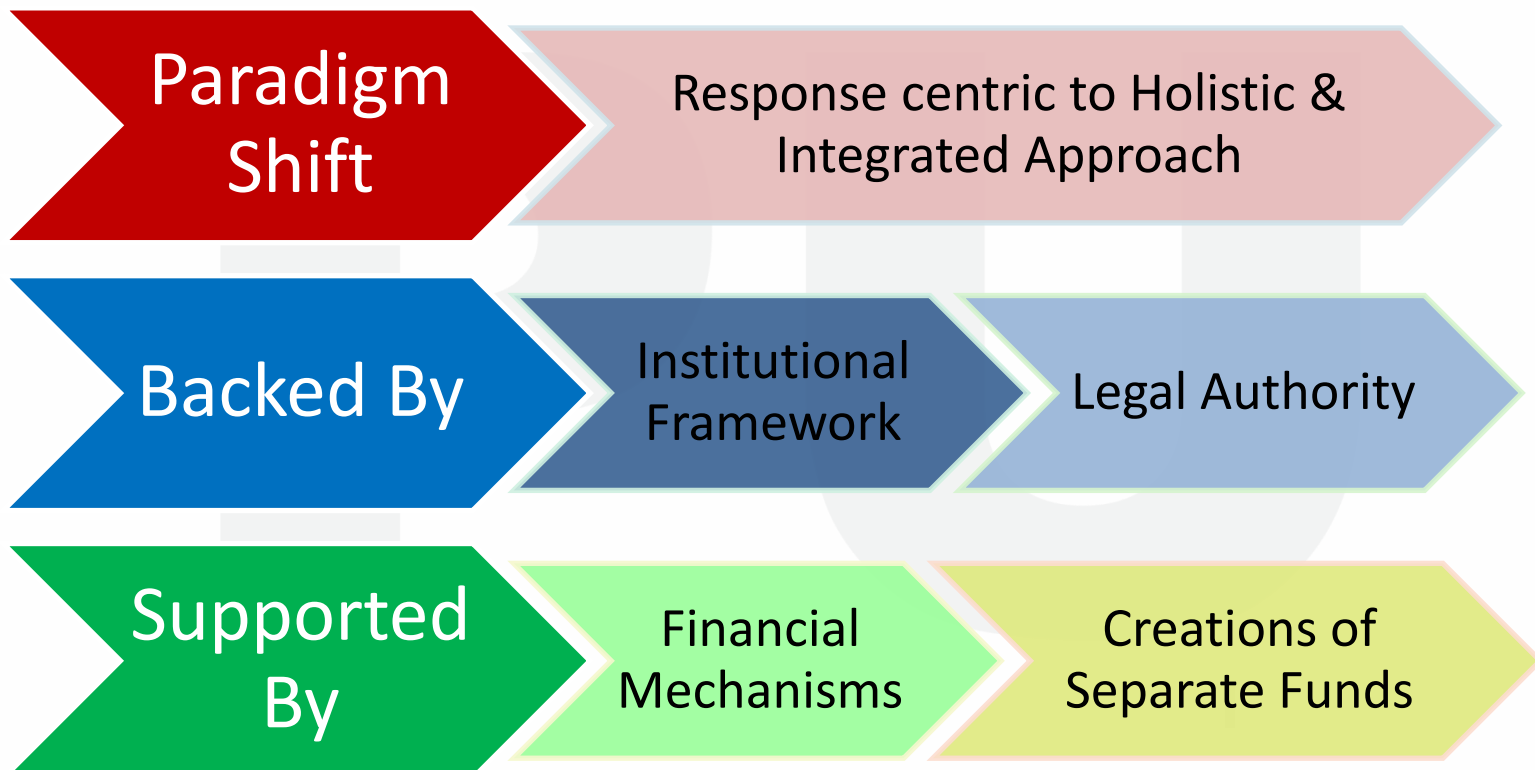 Paradigm
Shift
Response centric to Holistic &
Integrated Approach
Backed By
Institutional
Framework
Legal Authority
Supported
By
Financial
Mechanisms
Creations of
Separate Funds